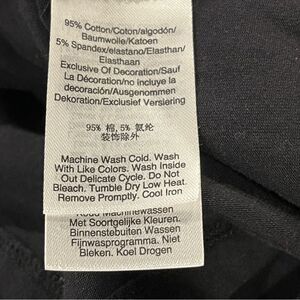 95% Cotton/Coton/algodón/
Baumwolle/Katoen
5% Spandex/elastano/Elasthan/
Elasthaan
Exclusive Of Decoration/Sauf
La Décoration/no incluye la
decoración/Ausgenommen
Dekoration/Exclusief Versiering
95% 棉, 5% 氨纶
装饰除外
Machine Wash Cold. Wash
With Like Colors. Wash Inside
Out Delicate Cycle. Do Not
Bleach. Tumble Dry Low Heat.
Remove Promptly. Cool Iron
Koud Machinewassen
Met Soortgelijke Kleuren.
Binnenstebuiten Wassen
Fijnwasprogramma. Niet
Bleken. Koel Drogen